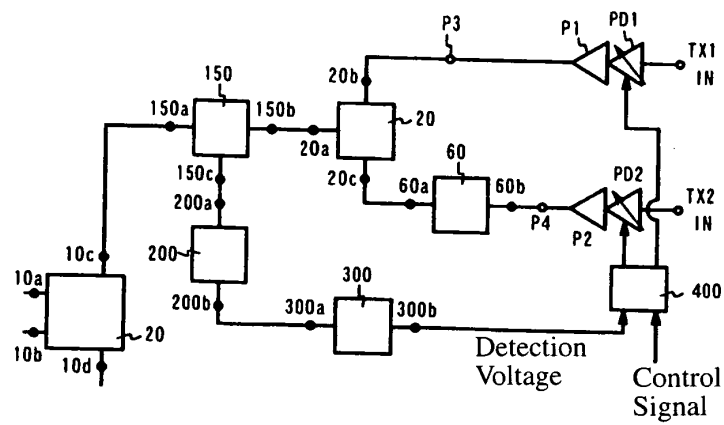 P3
P1
PD1
TX1
IN
150
20b
150a
150b
20
20a
150c
20c
60
60a
60b
PD2
TX2
IN
200a
P4
P2
10c
200
10a
300
400
200b
300a
300b
10b
20
10d
Detection
Voltage
Control
Signal